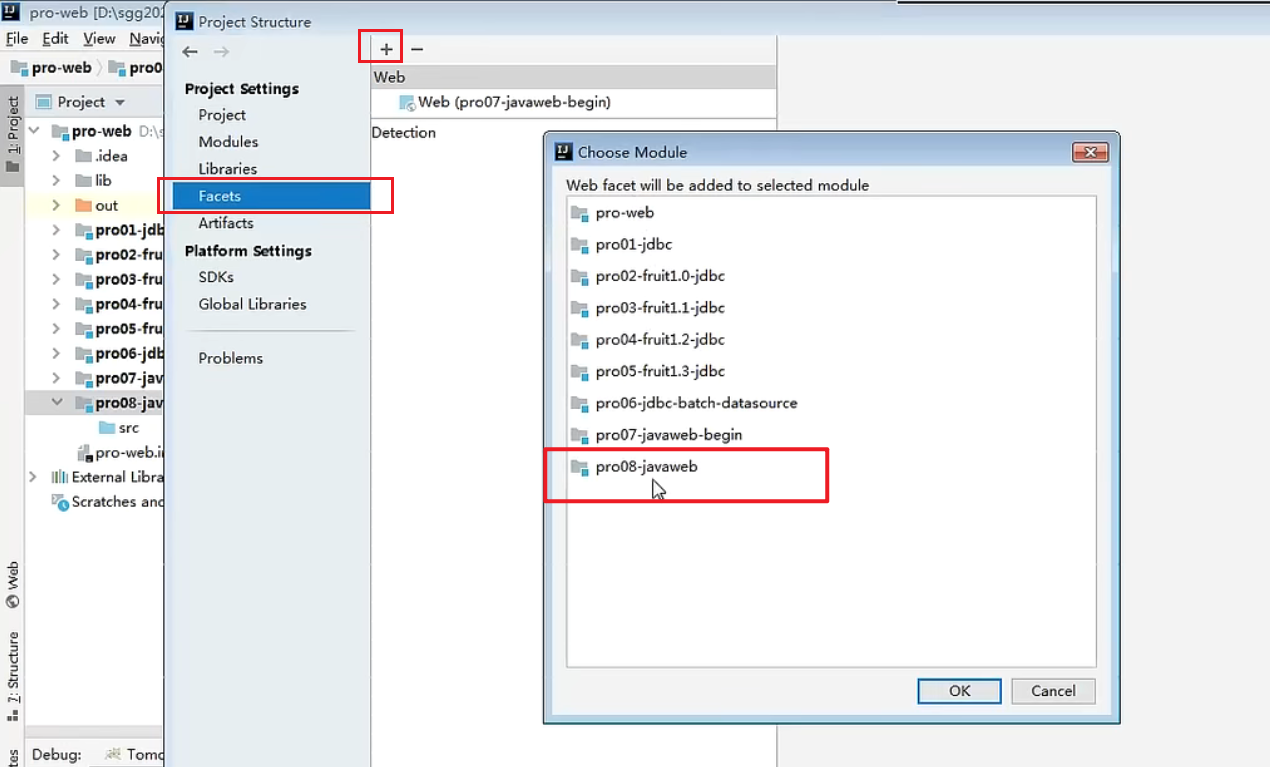 pro-web [D:\sgg202
File Edit View Navig
pro-web pro0
1: Project
Project
pro-web D:\s
.idea
lib
out
pro01-jdb
pro02-fru
pro03-fru
pro04-fru
pro05-fru
pro06-jdb
pro07-jav
pro08-jav
src
pro-web.i
External Libra
Scratches and
Web
7: Structure
Debug: Tomc
Project Structure
Project Settings
Project
Modules
Libraries
Facets
Artifacts
Platform Settings
SDKs
Global Libraries
Problems
Web
Web (pro07-javaweb-begin)
Detection
Choose Module
Web facet will be added to selected module
pro-web
pro01-jdbc
pro02-fruit1.0-jdbc
pro03-fruit1.1-jdbc
pro04-fruit1.2-jdbc
pro05-fruit1.3-jdbc
pro06-jdbc-batch-datasource
pro07-javaweb-begin
pro08-javaweb
OK Cancel